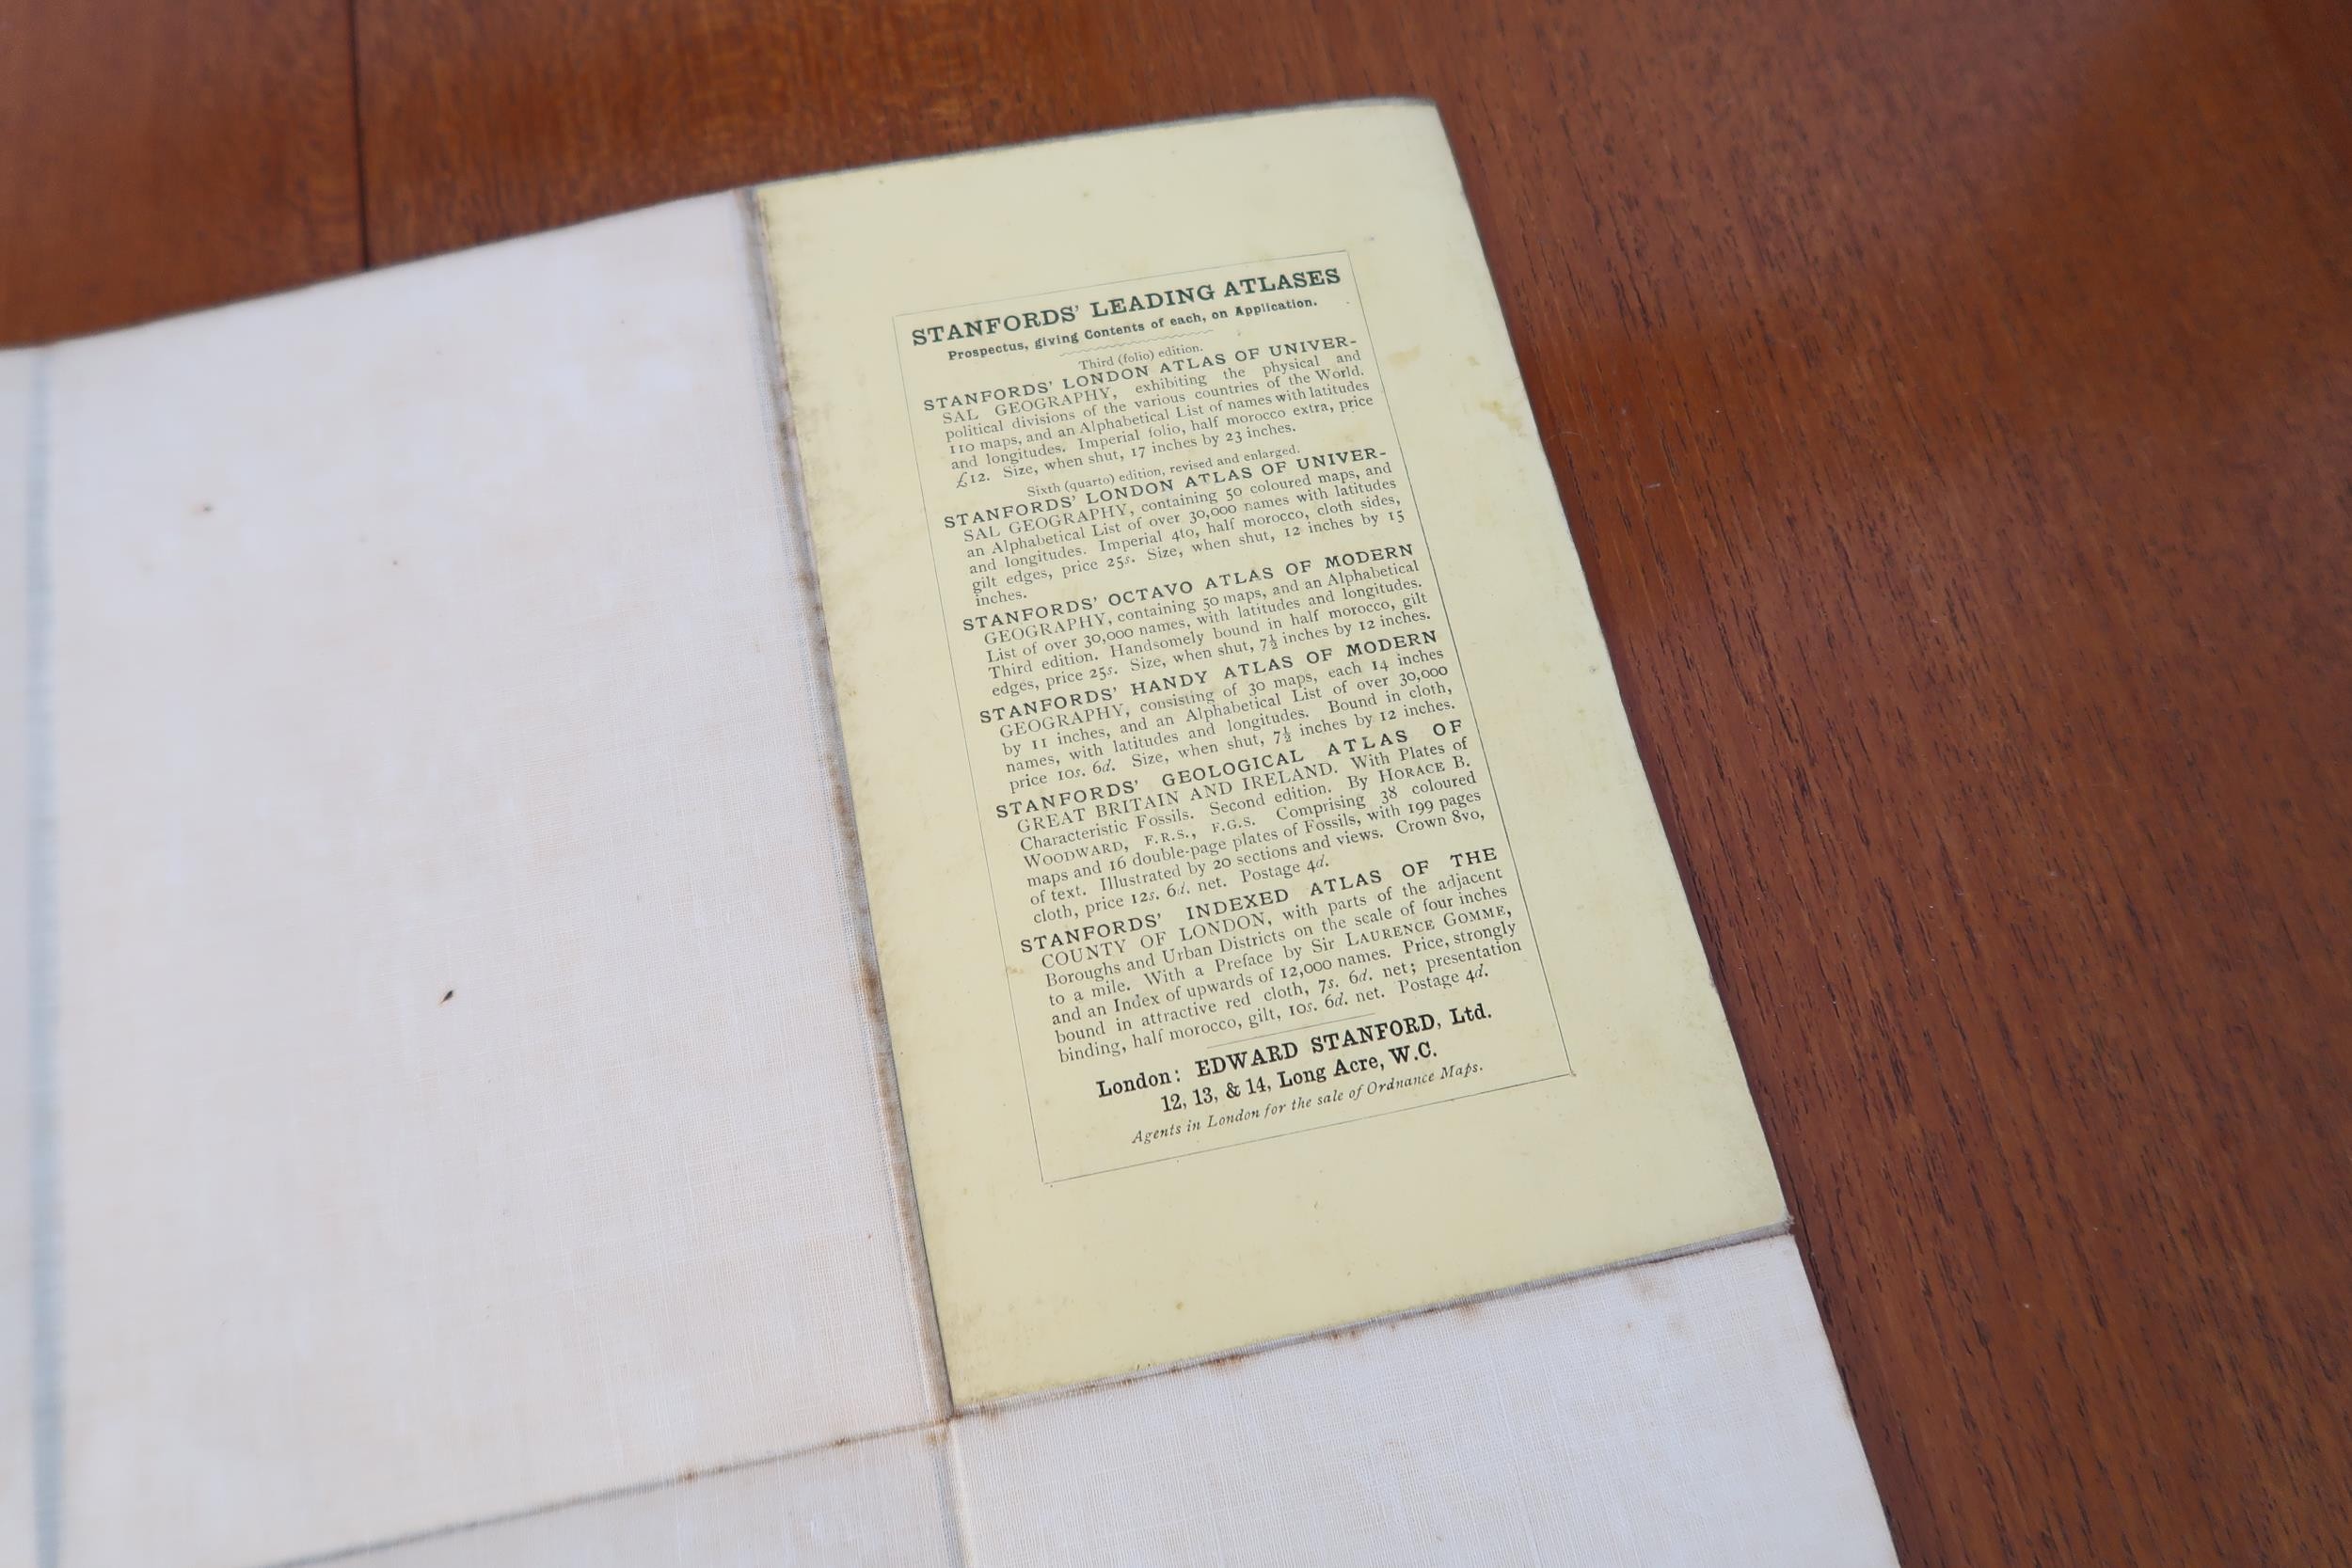 STANFORDS' LEADING ATLASES
Prospectus, giving Contents of each, on Application.
Third (folio) edition.
STANFORDS' LONDON ATLAS OF UNIVER-
SAL GEOGRAPHY, exhibiting the physical and
political divisions of the various countries of the World.
110 maps, and an Alphabetical List of names with latitudes
and longitudes. Imperial folio, half morocco extra, price
£12. Size, when shut, 17 inches by 23 inches.
Sixth (quarto) edition, revised and enlarged.
STANFORDS' LONDON ATLAS OF UNIVER-
SAL GEOGRAPHY, containing 50 coloured maps, and
an Alphabetical List of over 30,000 names with latitudes
and longitudes. Imperial 4to, half morocco, cloth sides,
gilt edges, price 25s. Size, when shut, 12 inches by 15
inches.
STANFORDS' OCTAVO ATLAS OF MODERN
GEOGRAPHY, containing 50 maps, and an Alphabetical
List of over 30,000 names, with latitudes and longitudes.
Third edition. Handsomely bound in half morocco, gilt
edges, price 25s. Size, when shut, 7½ inches by 12 inches.
STANFORDS' HANDY ATLAS OF MODERN
GEOGRAPHY, consisting of 30 maps, each 14 inches
by 11 inches, and an Alphabetical List of over 30,000
names, with latitudes and longitudes. Bound in cloth,
price 10s. 6d. Size, when shut, 7½ inches by 12 inches.
STANFORDS' GEOLOGICAL ATLAS OF
GREAT BRITAIN AND IRELAND. With Plates of
Characteristic Fossils. Second edition. By HORACE B.
WOODWARD, F.R.S., F.G.S. Comprising 38 coloured
maps and 16 double-page plates of Fossils, with 199 pages
of text. Illustrated by 20 sections and views. Crown 8vo,
cloth, price 12s. 6d. net. Postage 4d.
STANFORDS' INDEXED ATLAS OF THE
COUNTY OF LONDON, with parts of the adjacent
Boroughs and Urban Districts on the scale of four inches
to a mile. With a Preface by Sir LAURENCE GOMME,
and an Index of upwards of 12,000 names. Price, strongly
bound in attractive red cloth, 7s. 6d. net; presentation
binding, half morocco, gilt, 10s. 6d. net. Postage 4d.
London: EDWARD STANFORD, Ltd.
12, 13, & 14, Long Acre, W.C.
Agents in London for the sale of Ordnance Maps.